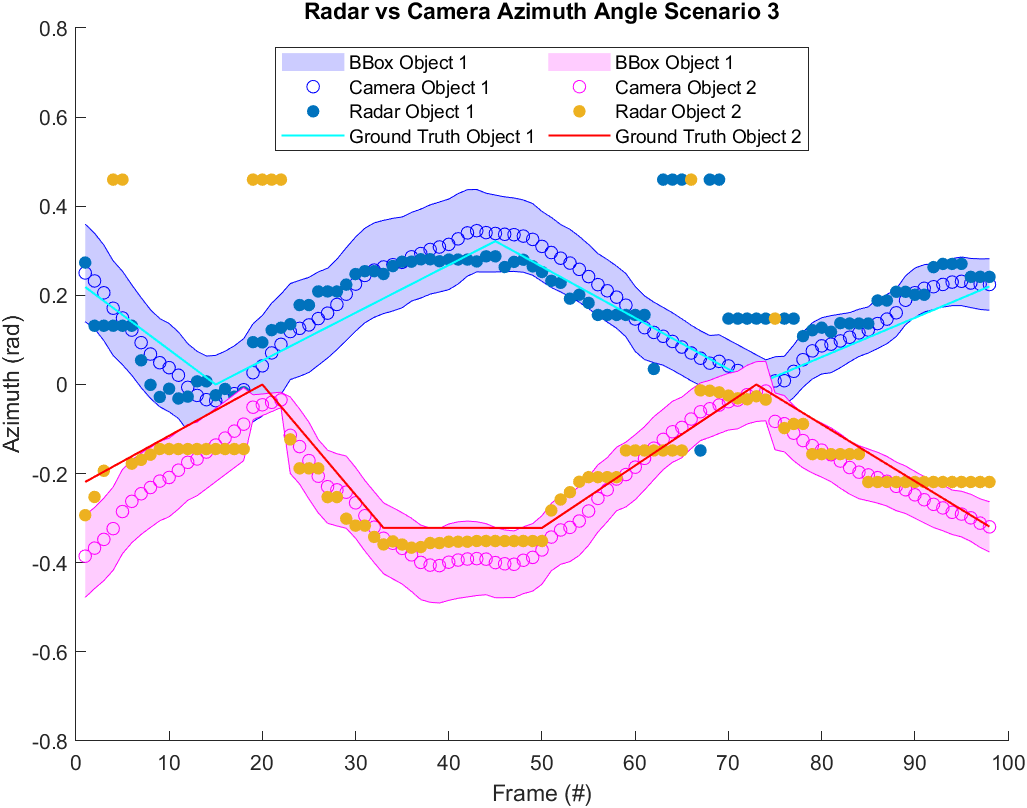 Radar vs Camera Azimuth Angle Scenario 3
BBox Object 1
BBox Object 1
Camera Object 1
Camera Object 2
Radar Object 1
Radar Object 2
Ground Truth Object 1
Ground Truth Object 2
Azimuth (rad)
0.8
0.6
0.4
0.2
0
-0.2
-0.4
-0.6
-0.8
0 10 20 30 40 50 60 70 80 90 100
Frame (#)